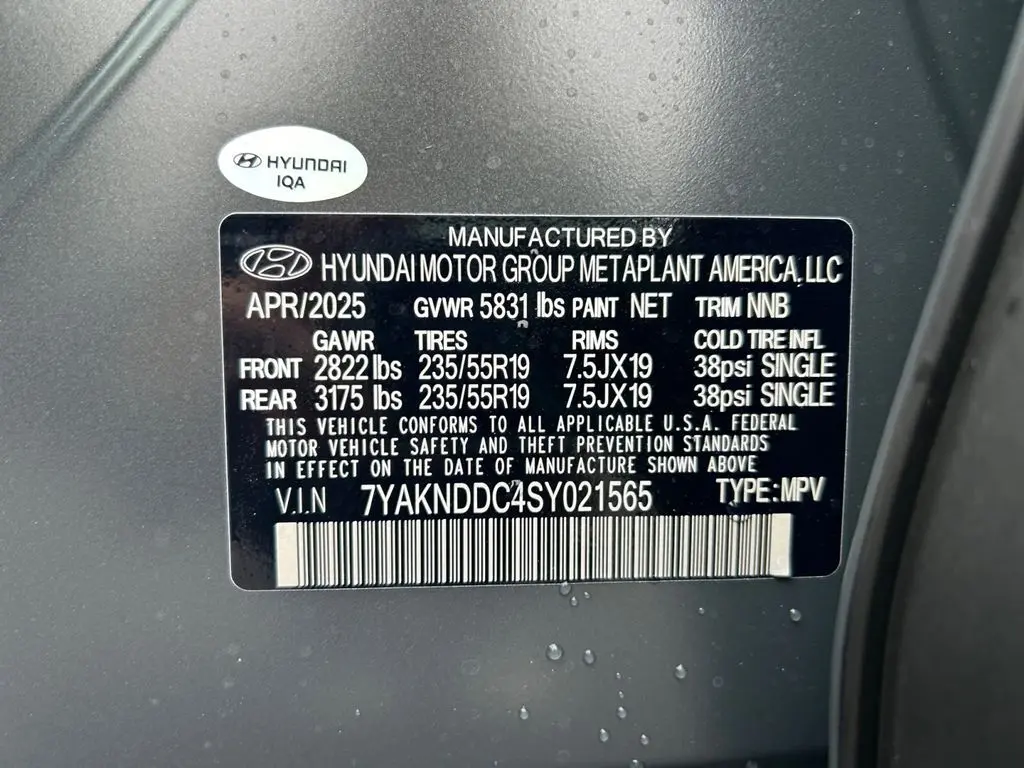 HYUNDAI
IQA
MANUFACTURED BY
HYUNDAI MOTOR GROUP METAPLANT AMERICA, LLC
APR/2025 GVWR 5831 lbs PAINT NET TRIM NNB
GAWR TIRES RIMS COLD TIRE INFL
FRONT 2822 lbs 235/55R19 7.5JX19 38psi SINGLE
REAR 3175 lbs 235/55R19 7.5JX19 38psi SINGLE
THIS VEHICLE CONFORMS TO ALL APPLICABLE U.S.A. FEDERAL
MOTOR VEHICLE SAFETY AND THEFT PREVENTION STANDARDS
IN EFFECT ON THE DATE OF MANUFACTURE SHOWN ABOVE
V.I.N 7YAKNDDC4SY021565 TYPE:MPV